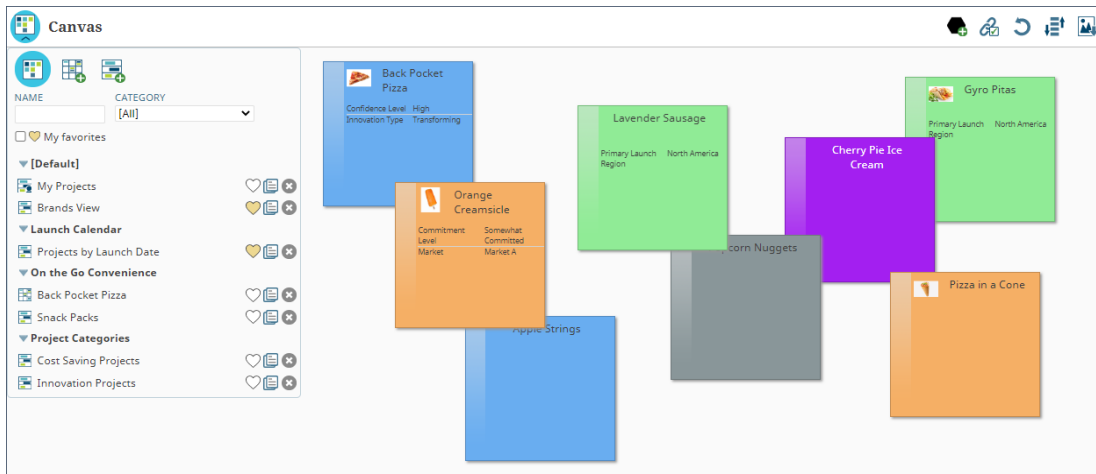 Canvas
NAME
CATEGORY
[All]
My favorites
[Default]
My Projects
Brands View
Launch Calendar
Projects by Launch Date
On the Go Convenience
Back Pocket Pizza
Snack Packs
Project Categories
Cost Saving Projects
Innovation Projects
Back Pocket
Pizza
Confidence Level High
Innovation Type Transforming
Orange
Creamsicle
Commitment Somewhat
Level Committed
Market Market A
Apple Strings
Lavender Sausage
Primary Launch North America
Region
corn Nuggets
Cherry Pie Ice
Cream
Gyro Pitas
Primary Launch North America
Region
Pizza in a Cone